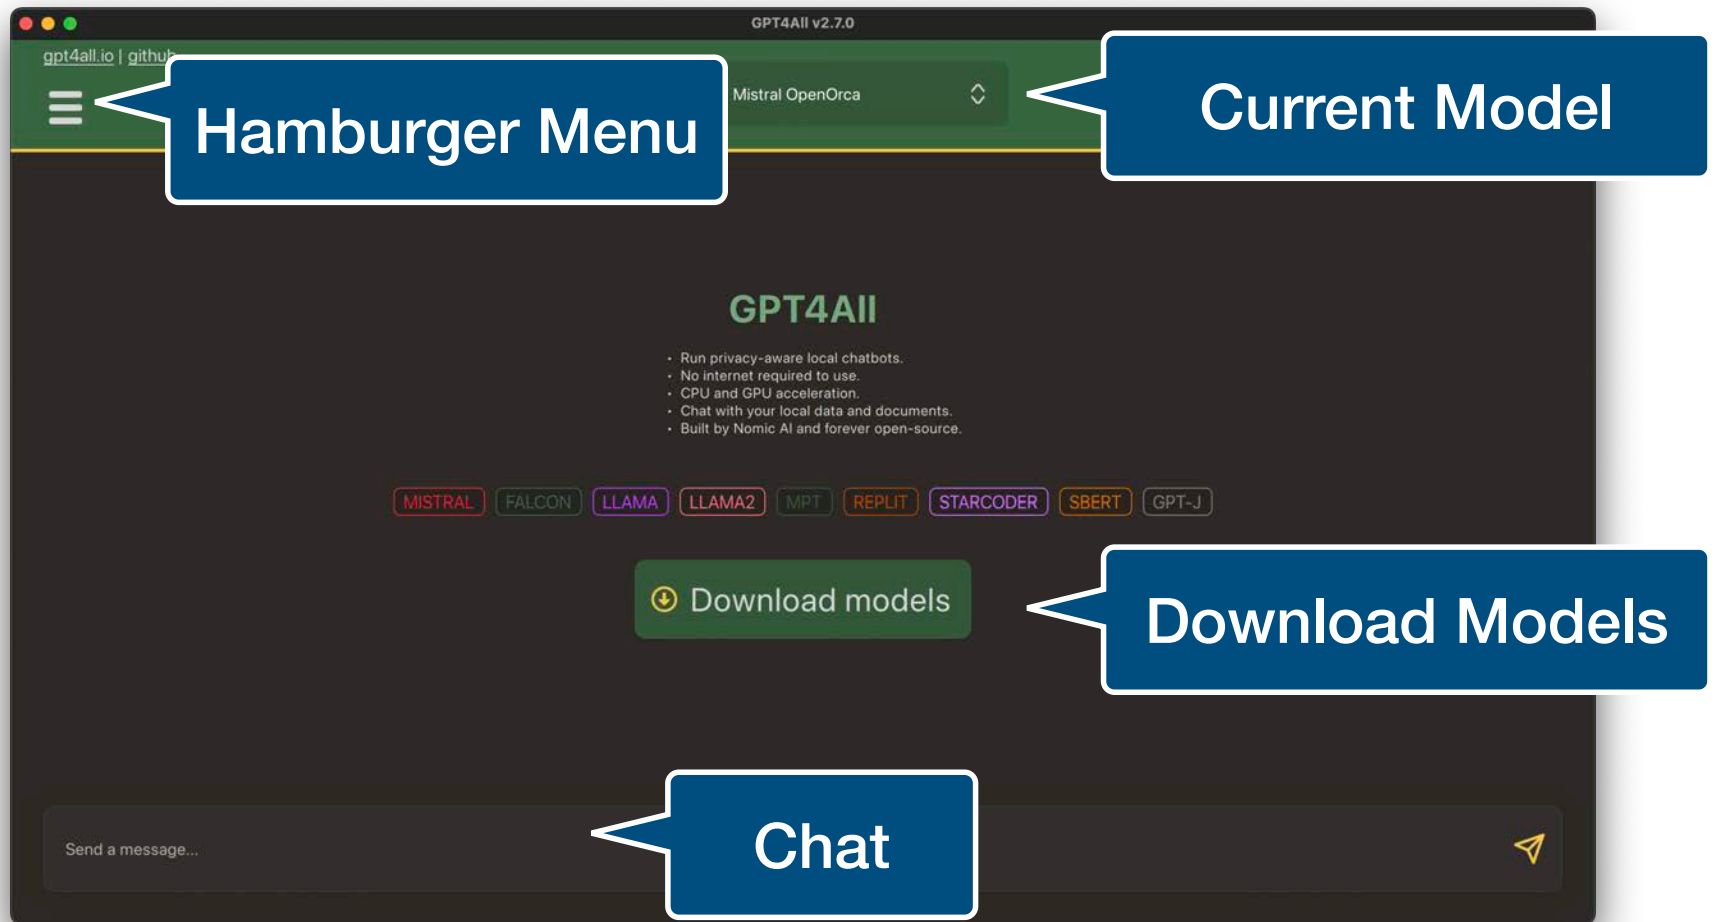 GPT4All v2.7.0
gpt4all.io | github
Hamburger Menu
Mistral OpenOrca
Current Model
GPT4All
• Run privacy-aware local chatbots.
• No internet required to use.
• CPU and GPU acceleration.
• Chat with your local data and documents.
• Built by Nomic AI and forever open-source.
MISTRAL FALCON LLAMA LLAMA2 MPT REPLIT STARCODER SBERT GPT-J
Download models
Download Models
Chat
Send a message...